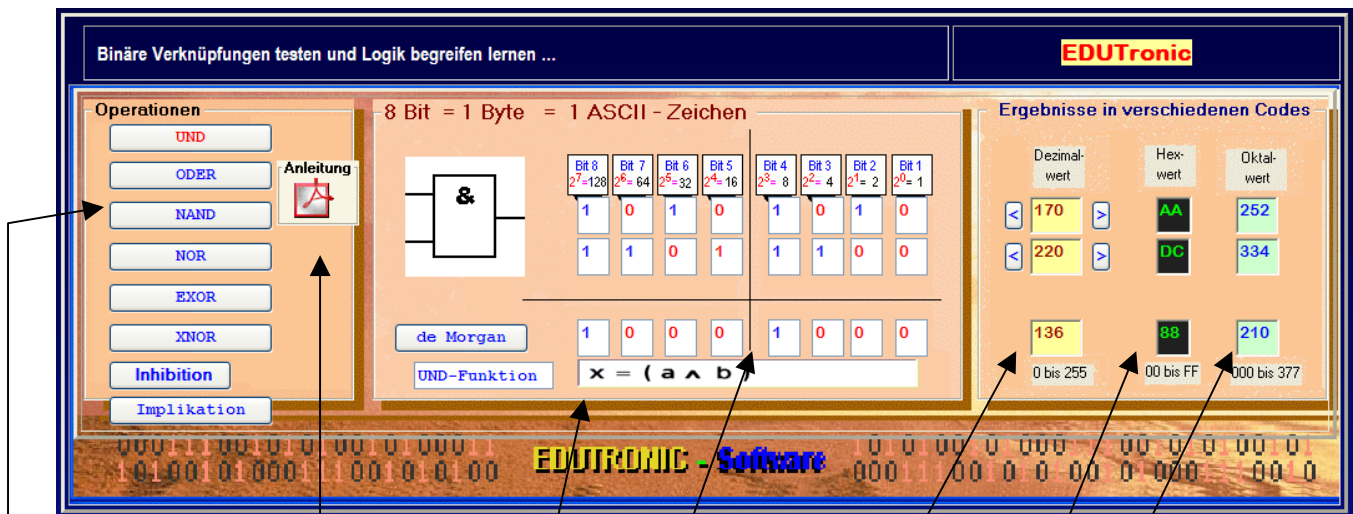 Binäre Verknüpfungen testen und Logik begreifen lernen ...
EDUTronic
Operationen
UND
ODER
NAND
NOR
EXOR
XNOR
Inhibition
Implikation
Anleitung
8 Bit = 1 Byte = 1 ASCII - Zeichen
&
Bit 8 Bit 7 Bit 6 Bit 5 Bit 4 Bit 3 Bit 2 Bit 1
2⁷=128 2⁶= 64 2⁵=32 2⁴= 16 2³= 8 2²= 4 2¹= 2 2⁰= 1
1 0 1 0 1 0 1 0
1 1 0 1 1 1 0 0
de Morgan
1 0 0 0 1 0 0 0
UND-Funktion
x = ( a ∧ b )
Ergebnisse in verschiedenen Codes
Dezimal-
wert
Hex-
wert
Oktal-
wert
< 170 > AA 252
< 220 > DC 334
136 88 210
0 bis 255 00 bis FF 000 bis 377
EDUTRONIC - Software